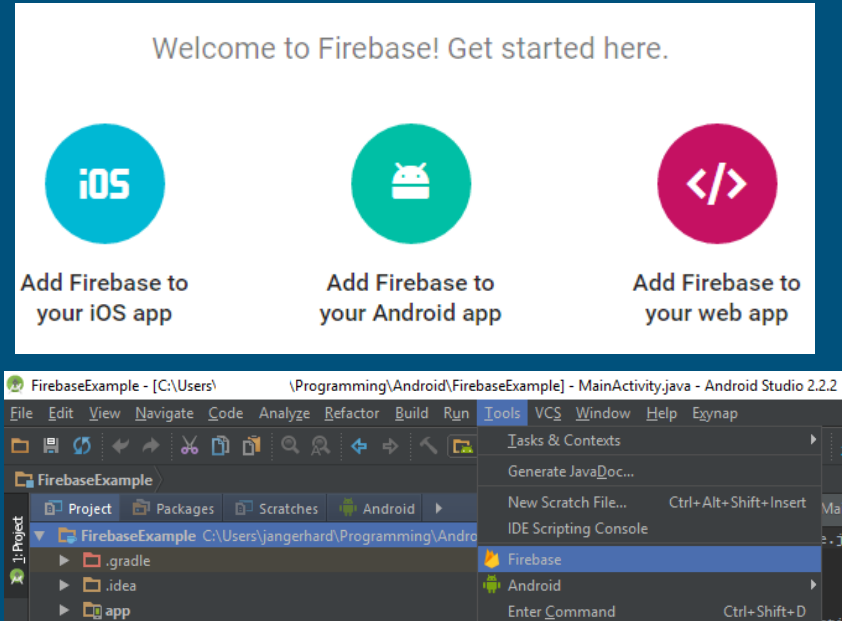 Welcome to Firebase! Get started here.
iOS
</>
Add Firebase to
your iOS app
Add Firebase to
your Android app
Add Firebase to
your web app
FirebaseExample - [C:\Users\ \Programming\Android\FirebaseExample] - MainActivity.java - Android Studio 2.2.2
File Edit View Navigate Code Analyze Refactor Build Run Tools VCS Window Help Exynap
Tasks & Contexts
Generate JavaDoc...
FirebaseExample
New Scratch File... Ctrl+Alt+Shift+Insert
Project Packages Scratches Android
IDE Scripting Console
1: Project
FirebaseExample C:\Users\jangerhard\Programming\Andro
Firebase
.gradle
Android
.idea
Enter Command Ctrl+Shift+D
app